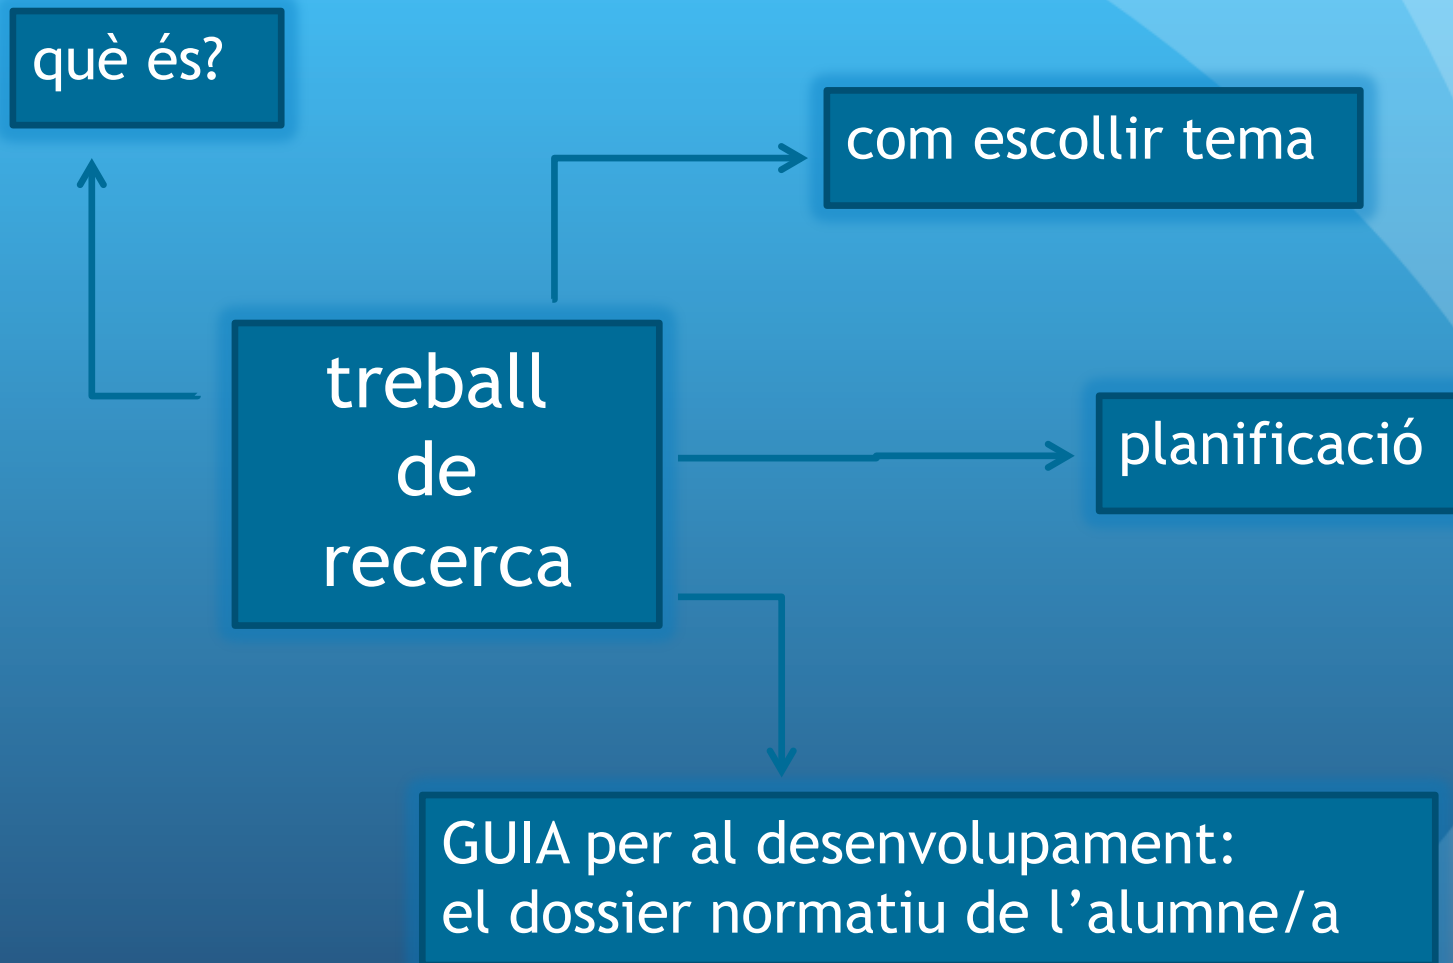 què és?
com escollir tema
treball
de
recerca
planificació
GUIA per al desenvolupament:
el dossier normatiu de l’alumne/a